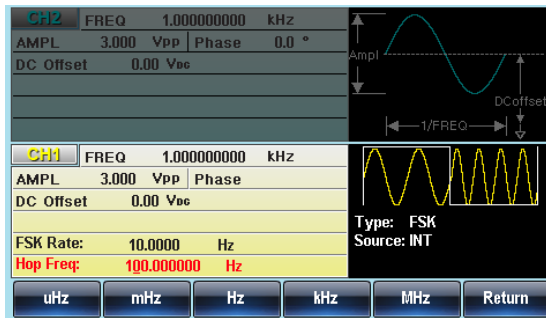 CH2 FREQ 1.000000000 kHz
AMPL 3.000 Vpp Phase 0.0 °
DC Offset 0.00 VDC
Ampl
DCoffset
1/FREQ
CH1 FREQ 1.000000000 kHz
AMPL 3.000 Vpp Phase
DC Offset 0.00 VDC
FSK Rate: 10.0000 Hz
Hop Freq: 100.000000 Hz
Type: FSK
Source: INT
uHz mHz Hz kHz MHz Return